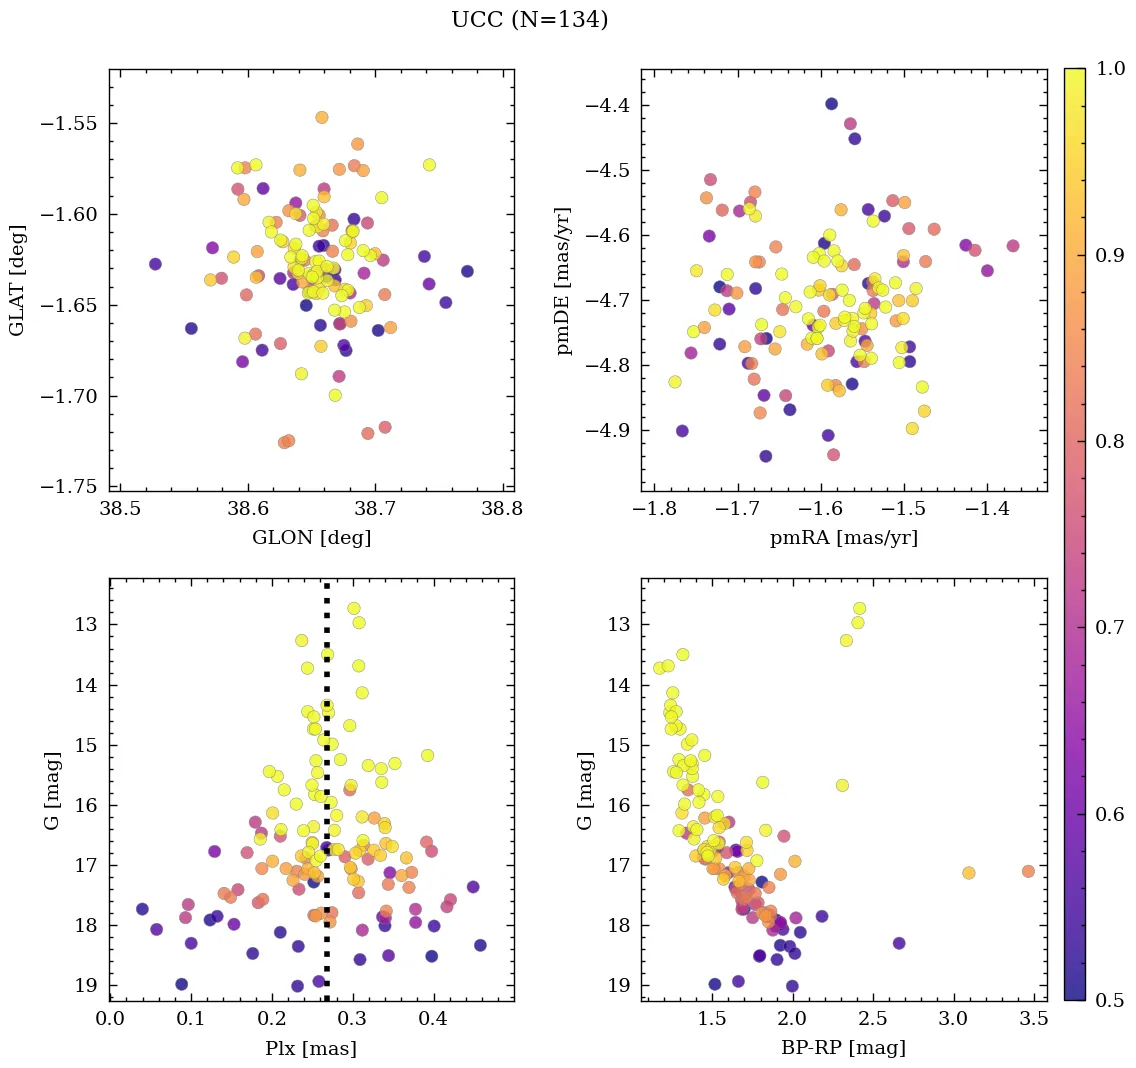 UCC (N=134)
−1.55
−1.60
−1.65
−1.70
−1.75
GLAT [deg]
38.5 38.6 38.7 38.8
GLON [deg]
−4.4
−4.5
−4.6
−4.7
−4.8
−4.9
pmDE [mas/yr]
−1.8 −1.7 −1.6 −1.5 −1.4
pmRA [mas/yr]
13
14
15
16
17
18
19
G [mag]
0.0 0.1 0.2 0.3 0.4
Plx [mas]
13
14
15
16
17
18
19
G [mag]
1.5 2.0 2.5 3.0 3.5
BP-RP [mag]
1.0
0.9
0.8
0.7
0.6
0.5